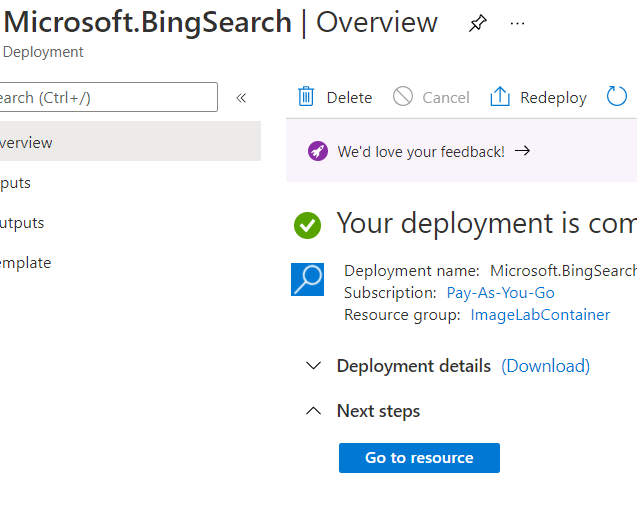 Microsoft.BingSearch | Overview
Deployment
earch (Ctrl+/)
«
Delete
Cancel
Redeploy
verview
We'd love your feedback! →
puts
utputs
Your deployment is com
emplate
Deployment name: Microsoft.BingSearch
Subscription: Pay-As-You-Go
Resource group: ImageLabContainer
Deployment details (Download)
Next steps
Go to resource